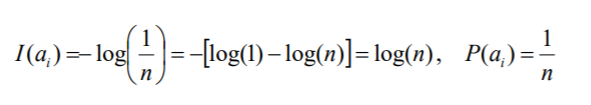 I(a_i) = -log(1/n) = -[log(1) - log(n)] = log(n), P(a_i) = 1/n